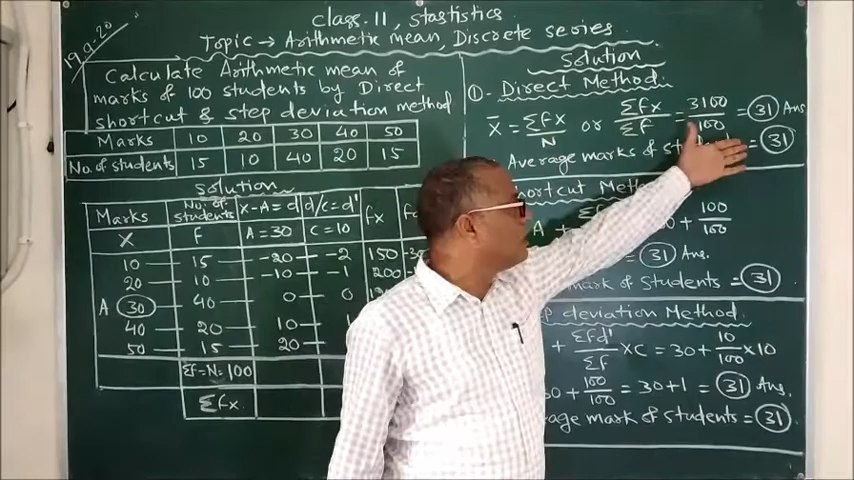 19-9-20
Class. 11, Stastistics
Topic → Arithmetic mean, Discrete series
Calculate Arithmetic mean of
marks of 100 students by Direct
shortcut & step deviation method
Marks 10 20 30 40 50
No. of students 15 10 40 20 15
Solution
Marks No. of students X-A=d d/c=d' fx
X f A=30 C=10
10 15 -20 -2 150
20 10 -10 -1 200
A 30 40 0 0
40 20 10 1
50 15 20
Σf=N=100
Σfx
Solution
①- Direct Method
X̄ = Σfx/N or Σfx/Σf = 3100/100 = 31 Ans
Average marks of = 31
Shortcut
A + 100/100
31 Ans.
mark of Students = 31
deviation Method
+ Σfd'/Σf ×C = 30 + 10/100 ×10
30 + 100/100 = 30+1 = 31 Ans.
mark of Students = 31